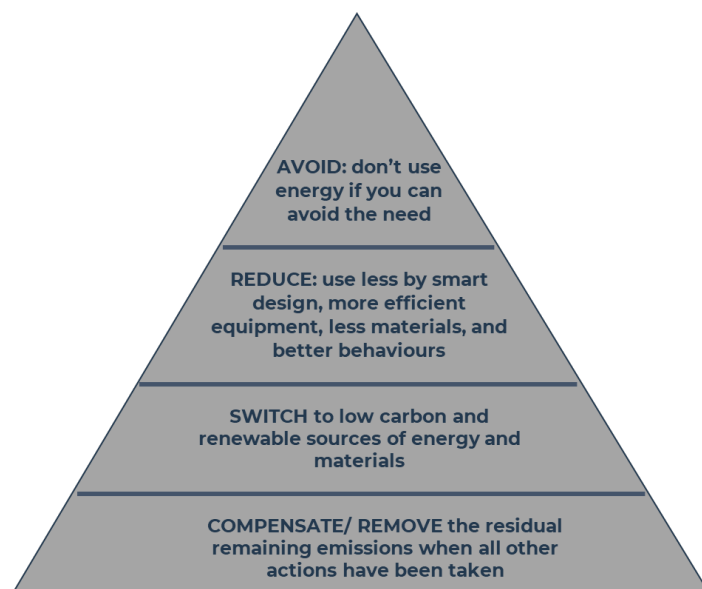 AVOID: don’t use
energy if you can
avoid the need
REDUCE: use less by smart
design, more efficient
equipment, less materials, and
better behaviours
SWITCH to low carbon and
renewable sources of energy and
materials
COMPENSATE/ REMOVE the residual
remaining emissions when all other
actions have been taken